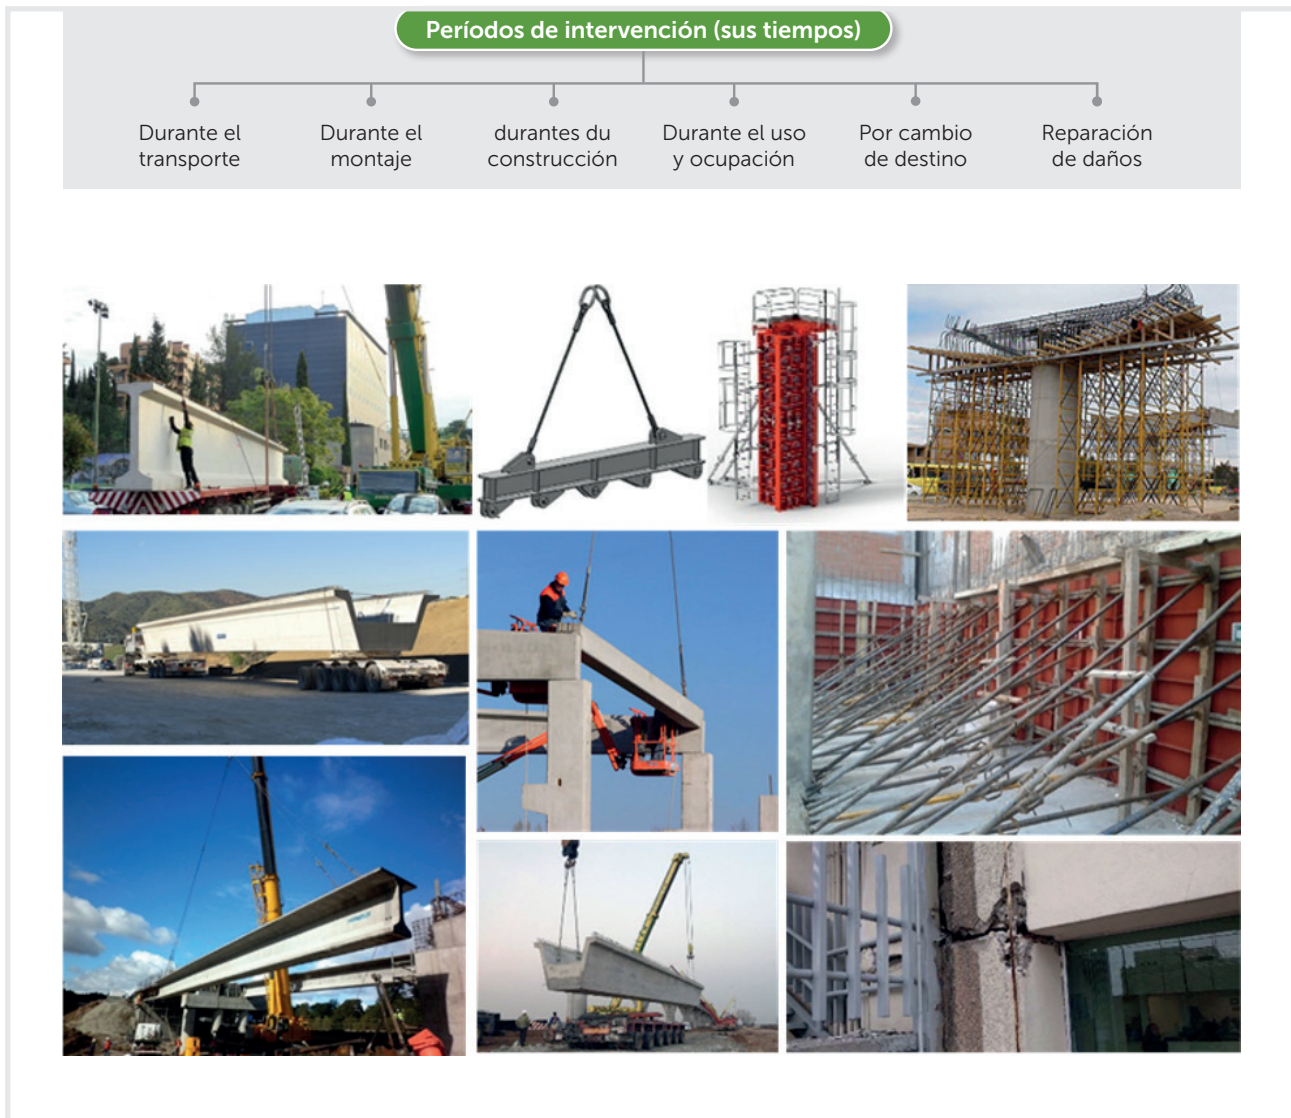 Períodos de intervención (sus tiempos)
Durante el
transporte
Durante el
montaje
durantes du
construcción
Durante el uso
y ocupación
Por cambio
de destino
Reparación
de daños